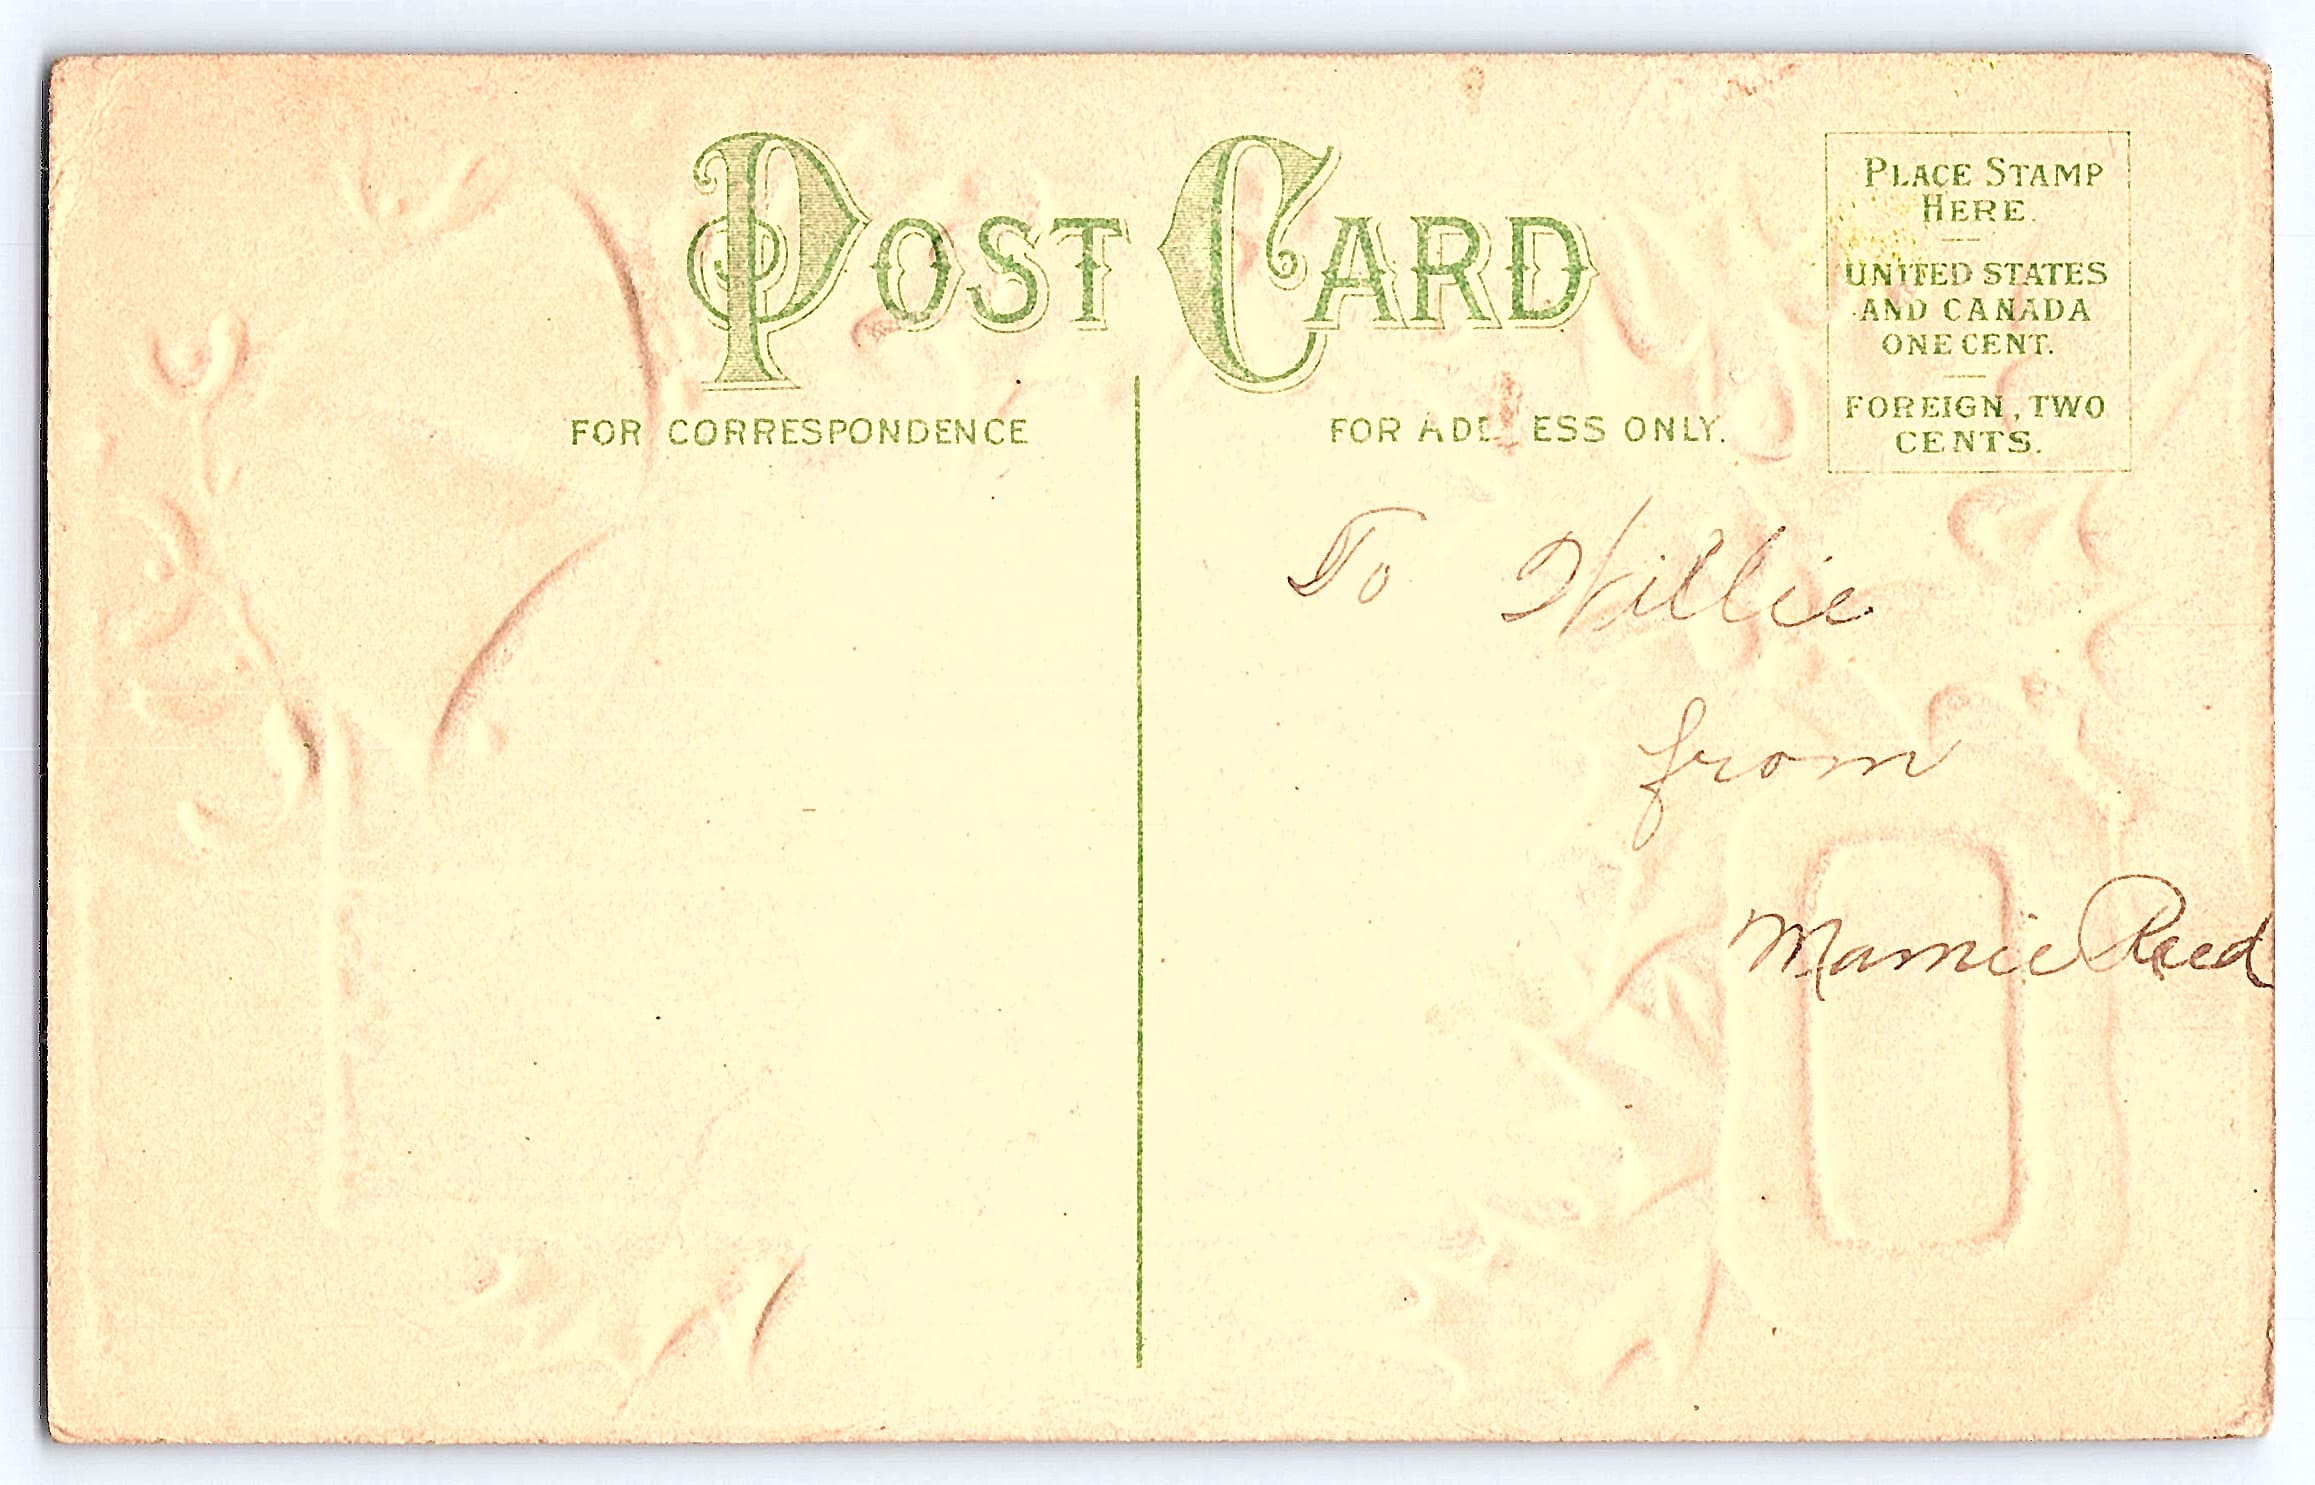 POST CARD
PLACE STAMP
HERE.
UNITED STATES
AND CANADA
ONE CENT.
FOREIGN, TWO
CENTS.
FOR CORRESPONDENCE
FOR ADDRESS ONLY.
To Willie
from
Mamie Reed